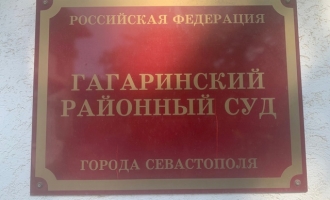 РОССИЙСКАЯ ФЕДЕРАЦИЯ
ГАГАРИНСКИЙ
РАЙОННЫЙ СУД
ГОРОДА СЕВАСТОПОЛЯ